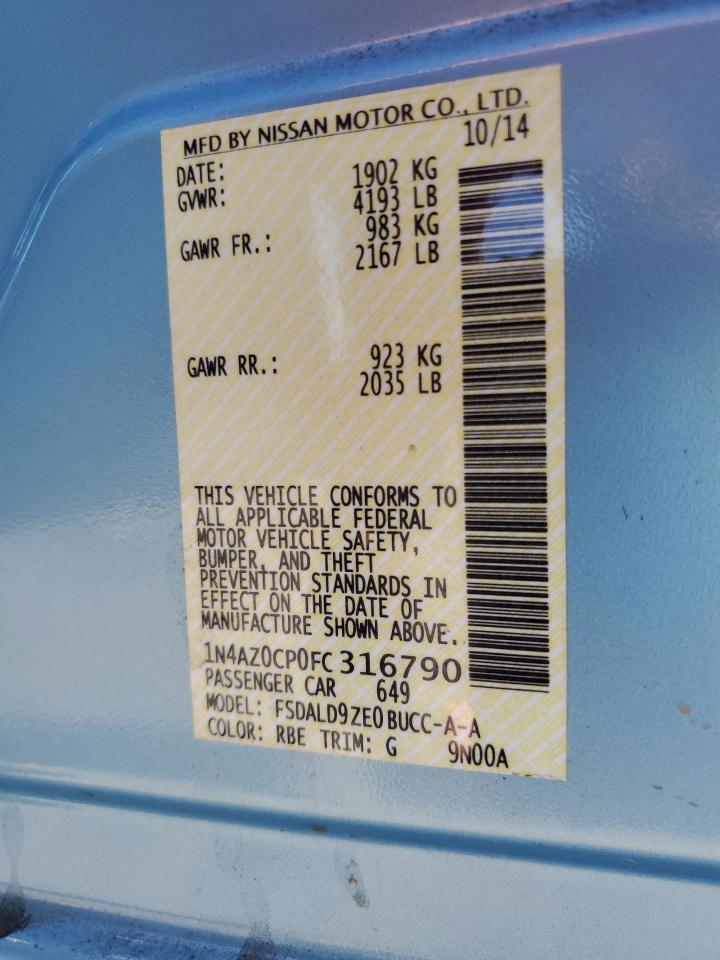 MFD BY NISSAN MOTOR CO., LTD.
DATE: 10/14
GVWR: 1902 KG
4193 LB
GAWR FR.: 983 KG
2167 LB
GAWR RR.: 923 KG
2035 LB
THIS VEHICLE CONFORMS TO
ALL APPLICABLE FEDERAL
MOTOR VEHICLE SAFETY,
BUMPER, AND THEFT
PREVENTION STANDARDS IN
EFFECT ON THE DATE OF
MANUFACTURE SHOWN ABOVE.
1N4AZ0CP0FC316790
PASSENGER CAR 649
MODEL: FSDALD9ZE0BUCC-A-A
COLOR: RBE TRIM: G 9N00A